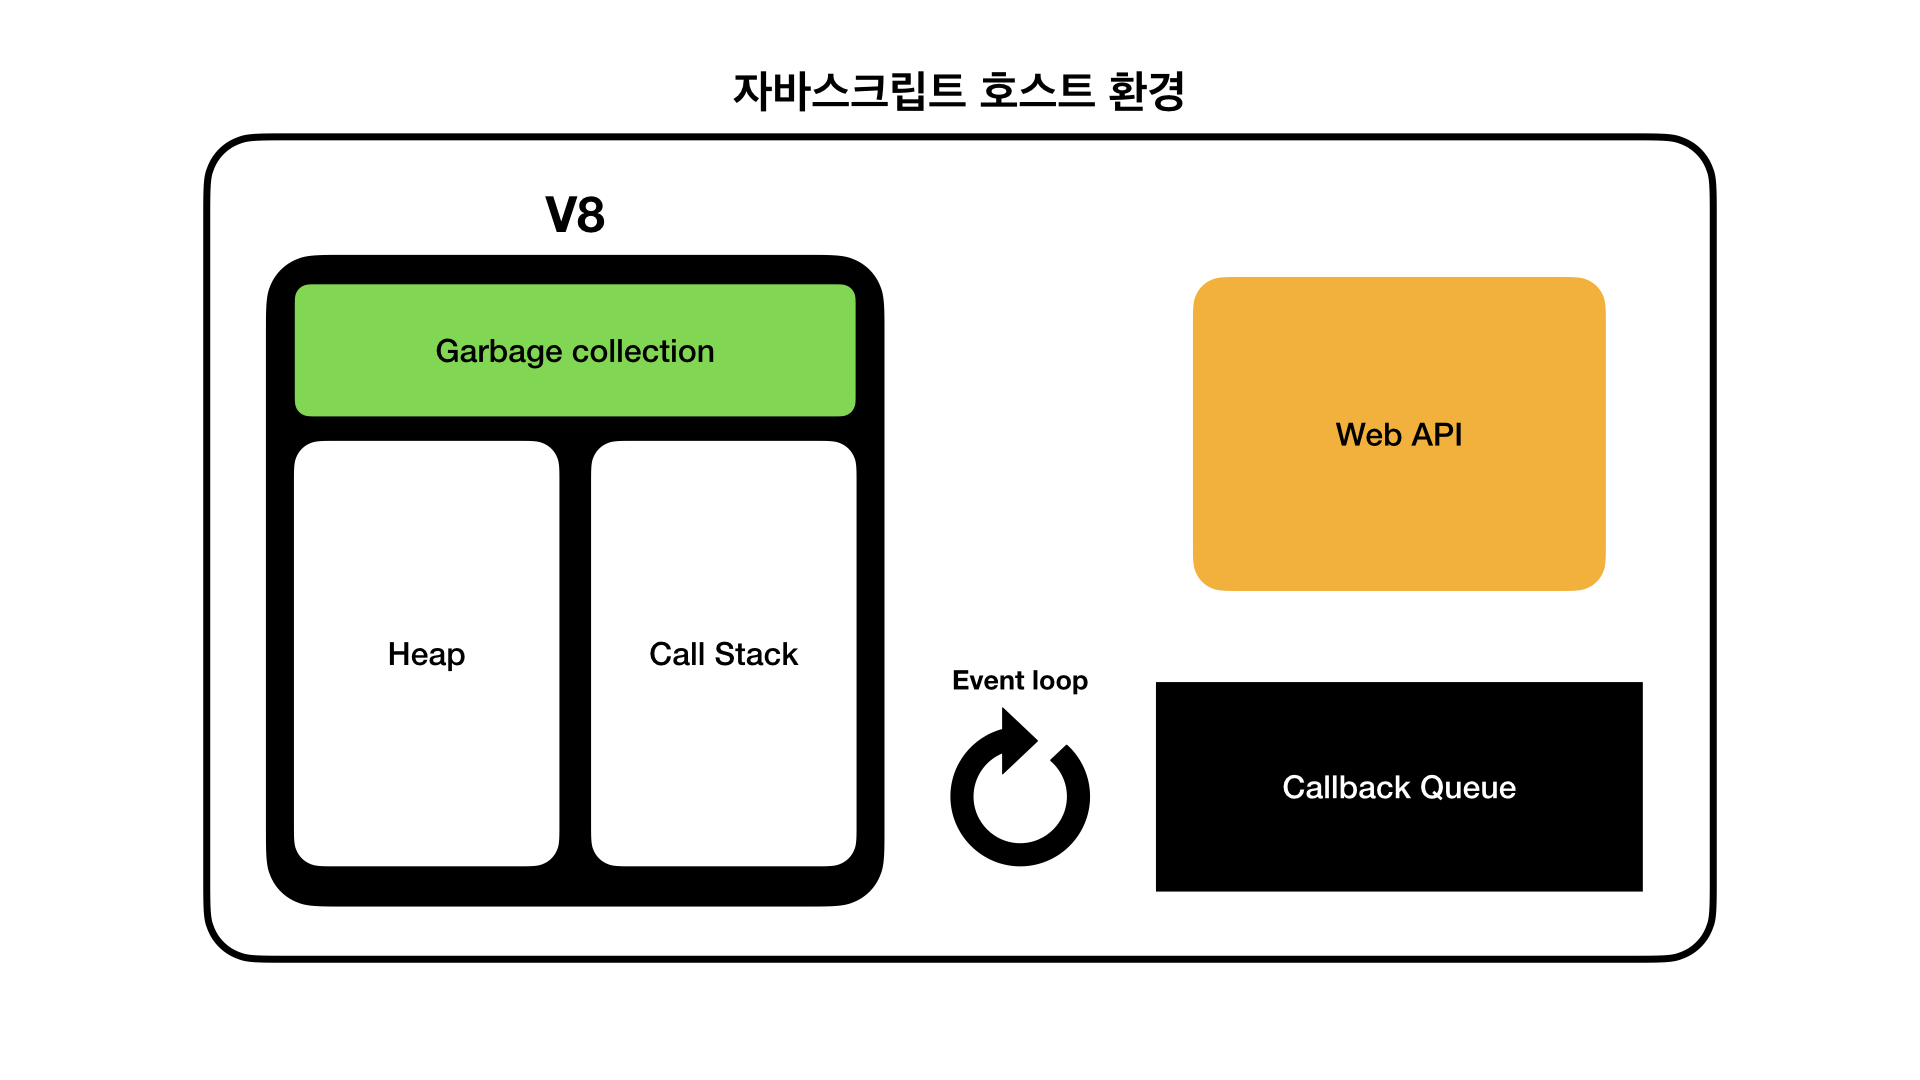 자바스크립트 호스트 환경
V8
Garbage collection
Heap
Call Stack
Web API
Event loop
Callback Queue